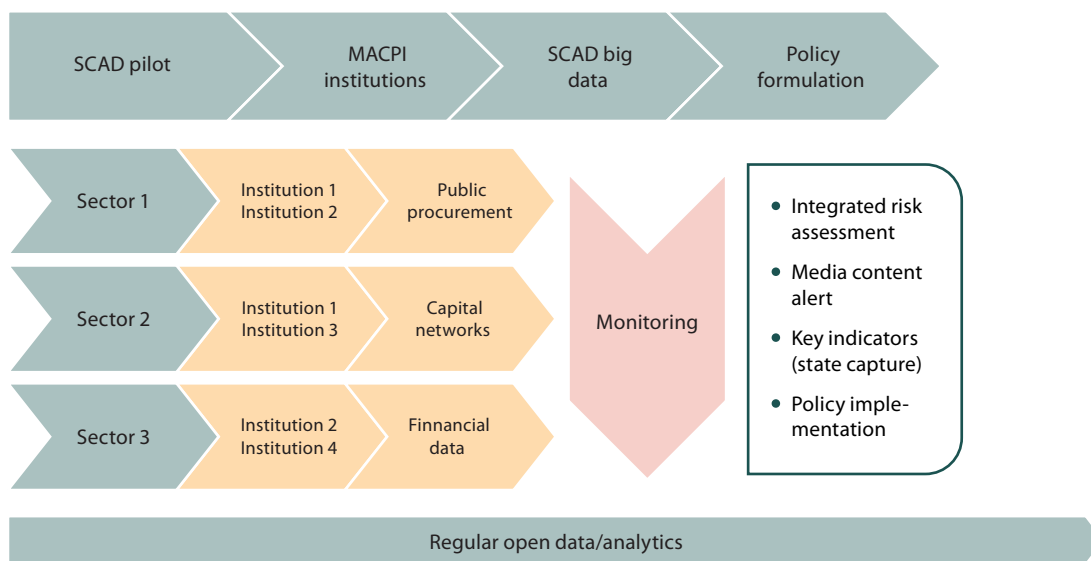 SCAD pilot
MACPI
institutions
SCAD big
data
Policy
formulation
Sector 1
Institution 1
Institution 2
Public
procurement
Sector 2
Institution 1
Institution 3
Capital
networks
Sector 3
Institution 2
Institution 4
Finnancial
data
Monitoring
• Integrated risk
assessment
• Media content
alert
• Key indicators
(state capture)
• Policy imple-
mentation
Regular open data/analytics